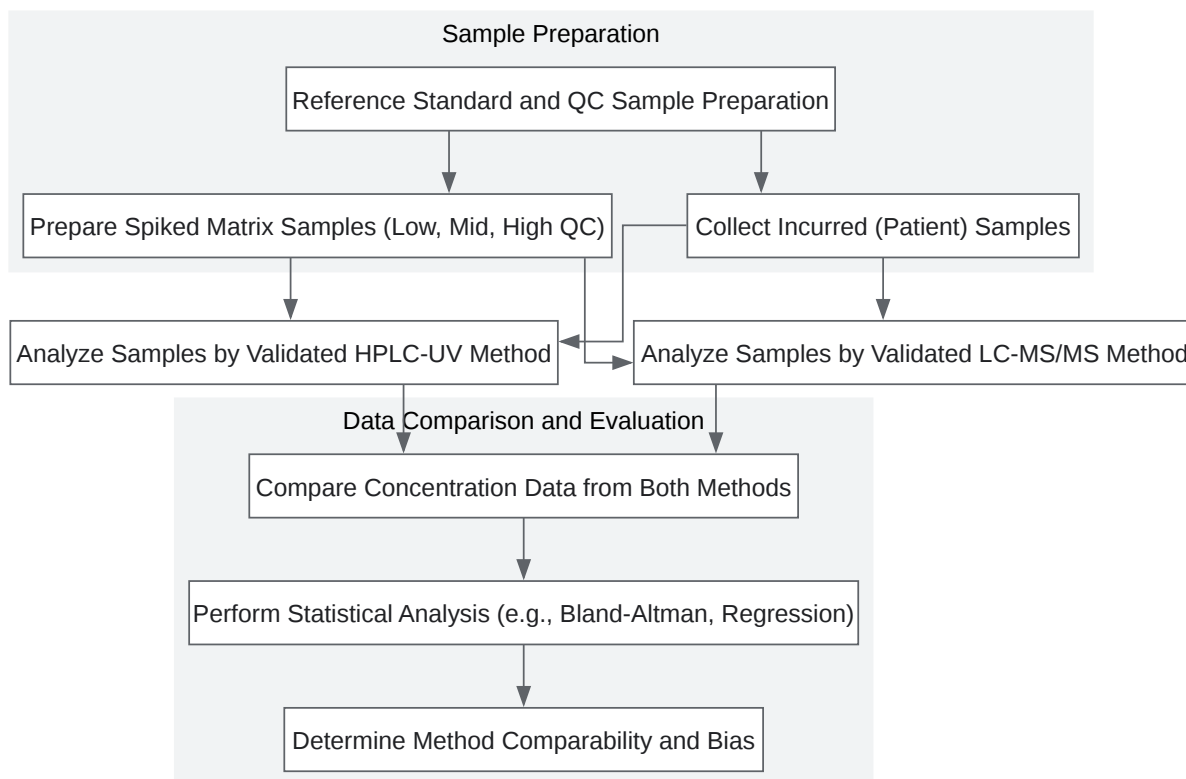 Sample Preparation
Reference Standard and QC Sample Preparation
Prepare Spiked Matrix Samples (Low, Mid, High QC)
Collect Incurred (Patient) Samples
Analyze Samples by Validated HPLC-UV Method
Analyze Samples by Validated LC-MS/MS Method
Data Comparison and Evaluation
Compare Concentration Data from Both Methods
Perform Statistical Analysis (e.g., Bland-Altman, Regression)
Determine Method Comparability and Bias